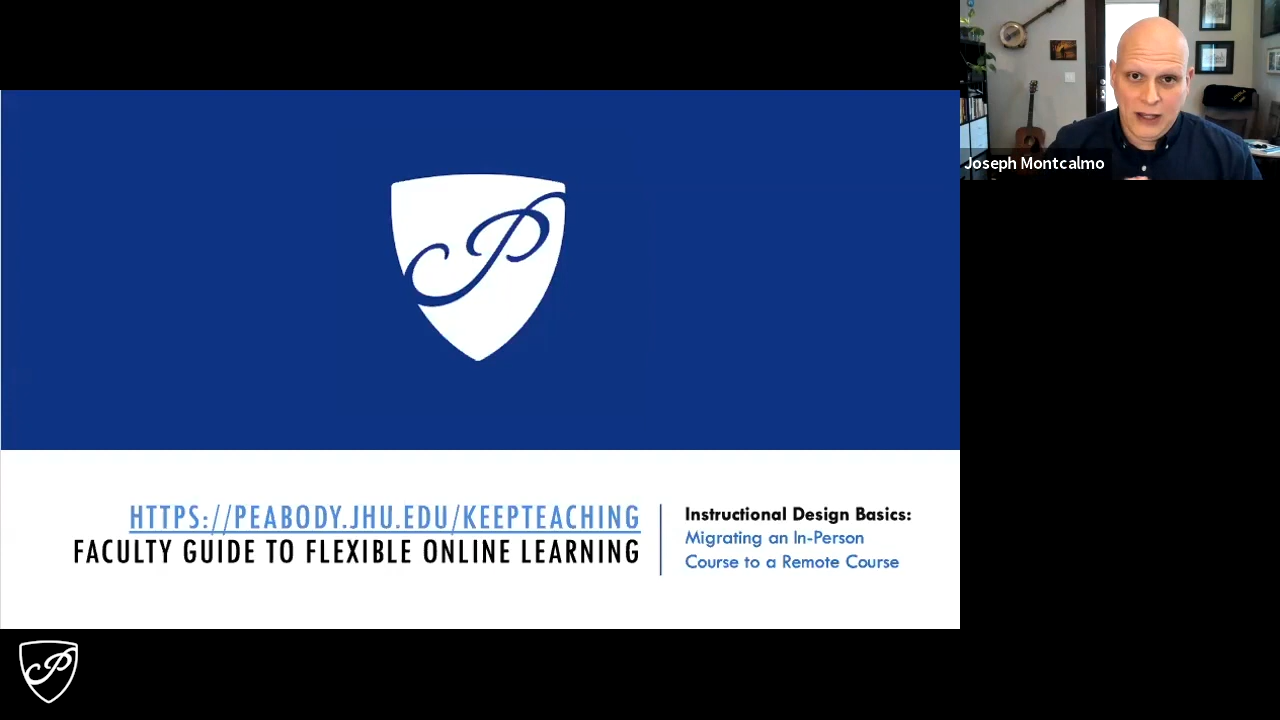 Joseph Montcalmo
HTTPS://PEABODY.JHU.EDU/KEEPTEACHING
FACULTY GUIDE TO FLEXIBLE ONLINE LEARNING
Instructional Design Basics:
Migrating an In-Person
Course to a Remote Course